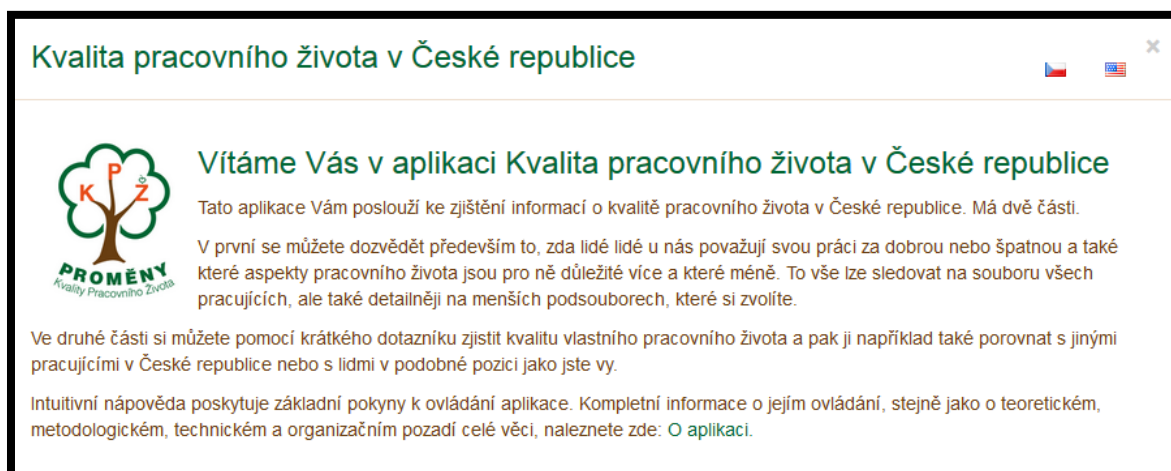 Kvalita pracovního života v České republice
×
K P Ž
PROMĚNY
Kvality Pracovního Života
Vítáme Vás v aplikaci Kvalita pracovního života v České republice
Tato aplikace Vám poslouží ke zjištění informací o kvalitě pracovního života v České republice. Má dvě části.
V první se můžete dozvědět především to, zda lidé lidé u nás považují svou práci za dobrou nebo špatnou a také
které aspekty pracovního života jsou pro ně důležité více a které méně. To vše lze sledovat na souboru všech
pracujících, ale také detailněji na menších podsouborech, které si zvolíte.
Ve druhé části si můžete pomocí krátkého dotazníku zjistit kvalitu vlastního pracovního života a pak ji například také porovnat s jinými
pracujícími v České republice nebo s lidmi v podobné pozici jako jste vy.
Intuitivní nápověda poskytuje základní pokyny k ovládání aplikace. Kompletní informace o jejím ovládání, stejně jako o teoretickém,
metodologickém, technickém a organizačním pozadí celé věci, naleznete zde: O aplikaci.